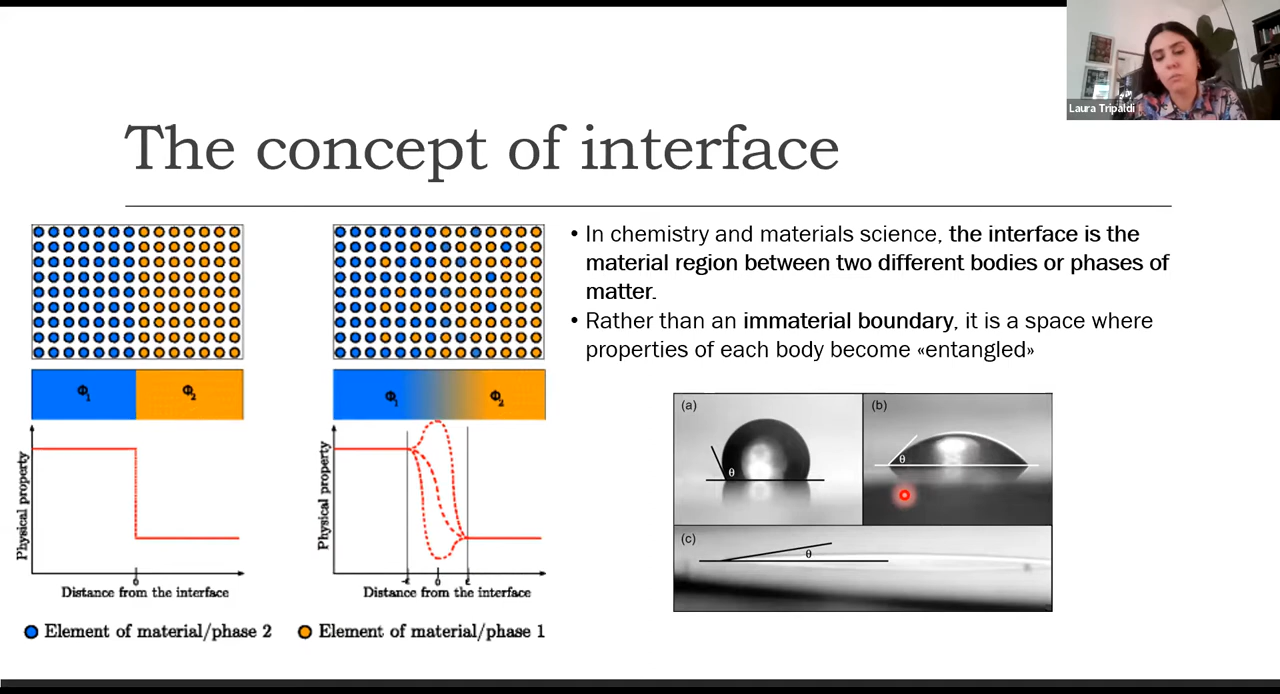 Laura Tripaldi
The concept of interface
• In chemistry and materials science, the interface is the
material region between two different bodies or phases of
matter.
• Rather than an immaterial boundary, it is a space where
properties of each body become «entangled»
Φ1
Φ2
Physical property
0
Distance from the interface
Φ1
Φ2
Physical property
-ε 0 ε
Distance from the interface
Element of material/phase 2
Element of material/phase 1
(a)
θ
(b)
θ
(c)
θ